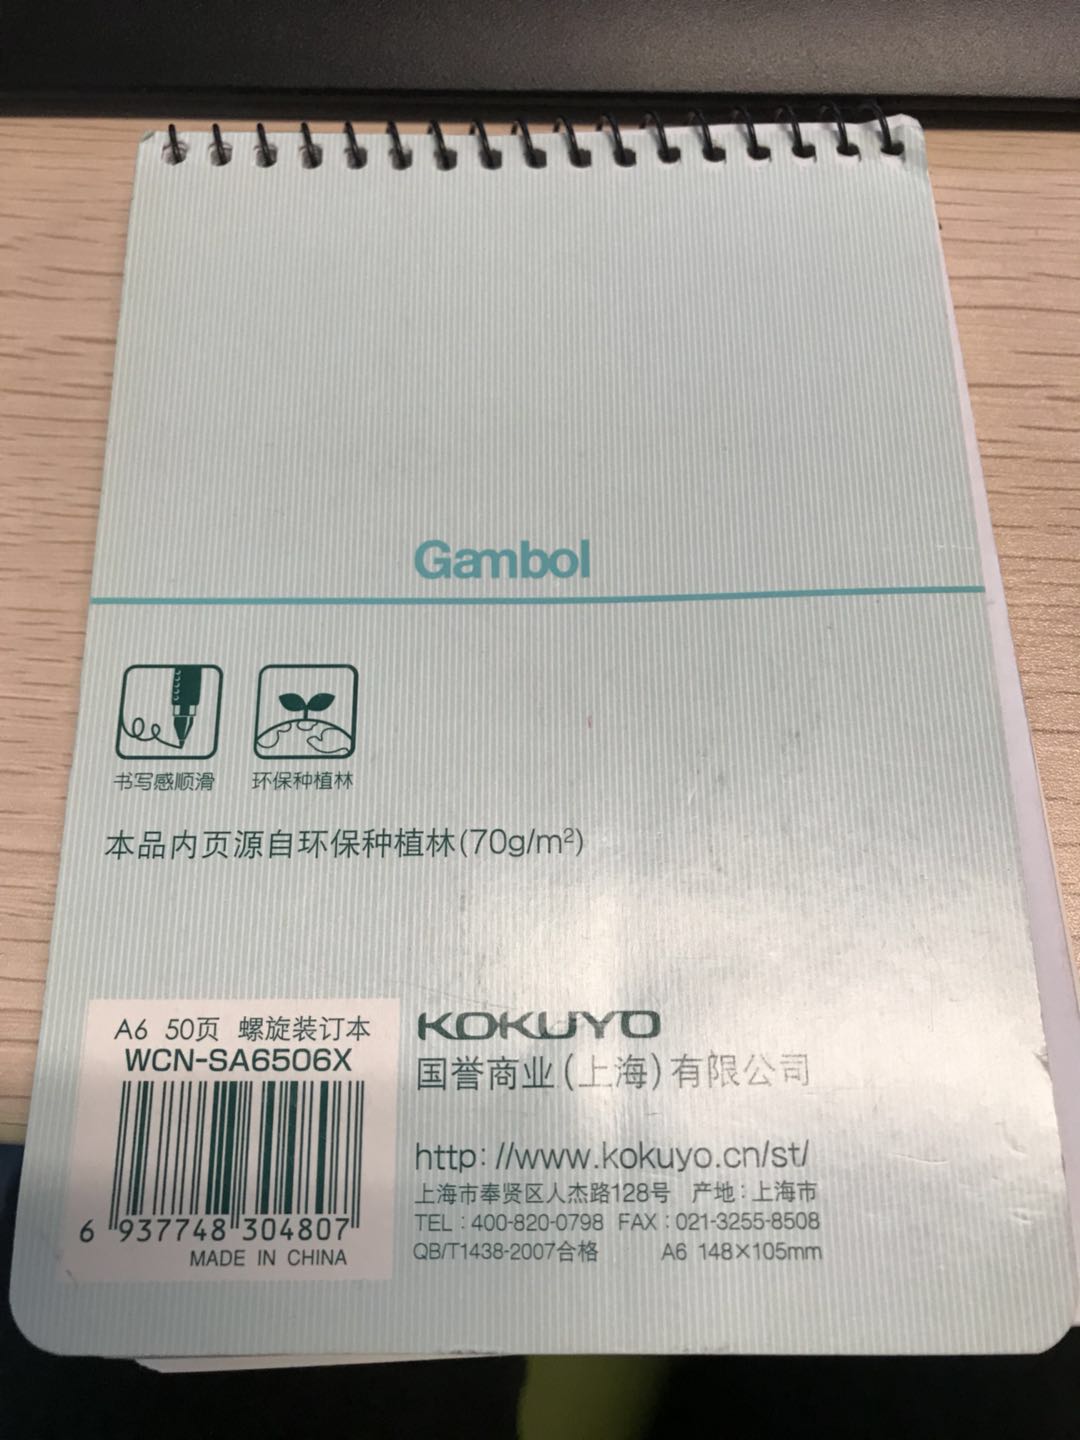 Gambol
书写感顺滑 环保种植林
本品内页源自环保种植林(70g/m²)
A6 50页 螺旋装订本
WCN-SA6506X
6 937748 304807
MADE IN CHINA
KOKUYO
国誉商业(上海)有限公司
http://www.kokuyo.cn/st/
上海市奉贤区人杰路128号 产地:上海市
TEL:400-820-0798 FAX:021-3255-8508
QB/T1438-2007合格 A6 148×105mm